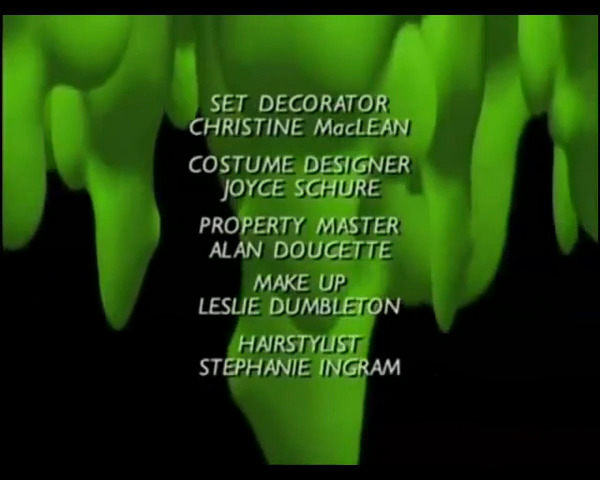 SET DECORATOR
CHRISTINE MacLEAN
COSTUME DESIGNER
JOYCE SCHURE
PROPERTY MASTER
ALAN DOUCETTE
MAKE UP
LESLIE DUMBLETON
HAIRSTYLIST
STEPHANIE INGRAM